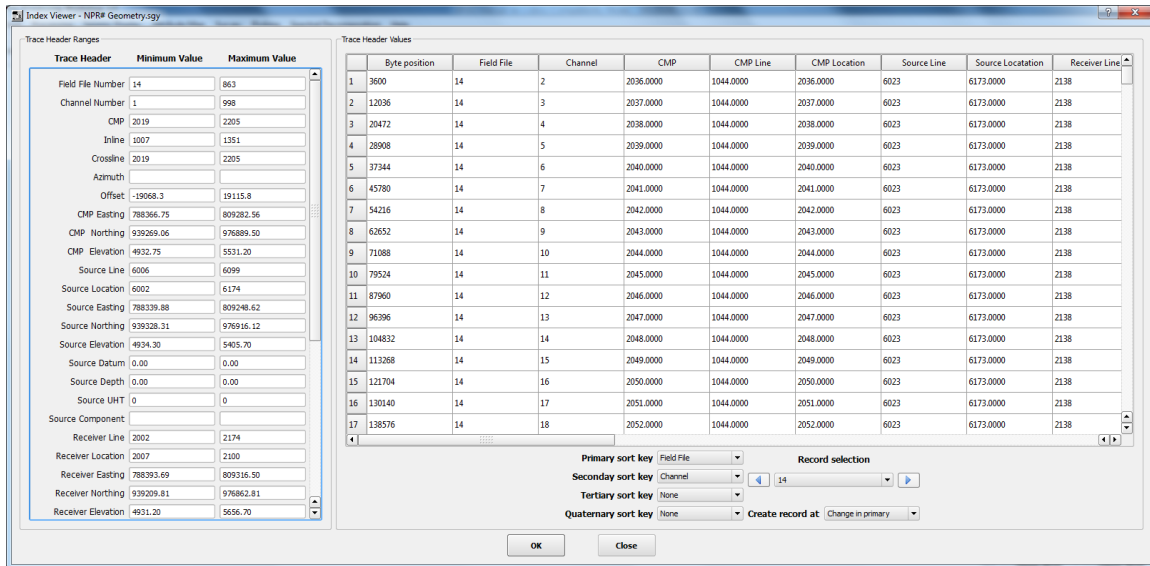 Index Viewer - NPR# Geometry.sgy
Trace Header Ranges
Trace Header Minimum Value Maximum Value
Field File Number 14 863
Channel Number 1 998
CMP 2019 2205
Inline 1007 1351
Crossline 2019 2205
Azimuth
Offset -19068.3 19115.8
CMP Easting 788366.75 809282.56
CMP Northing 939269.06 976889.50
CMP Elevation 4932.75 5531.20
Source Line 6006 6099
Source Location 6002 6174
Source Easting 788339.88 809248.62
Source Northing 939328.31 976916.12
Source Elevation 4934.30 5405.70
Source Datum 0.00 0.00
Source Depth 0.00 0.00
Source UHT 0 0
Source Component
Receiver Line 2002 2174
Receiver Location 2007 2100
Receiver Easting 788393.69 809316.50
Receiver Northing 939209.81 976862.81
Receiver Elevation 4931.20 5656.70
Trace Header Values
Byte position Field File Channel CMP CMP Line CMP Location Source Line Source Locatation Receiver Line
1 3600 14 2 2036.0000 1044.0000 2036.0000 6023 6173.0000 2138
2 12036 14 3 2037.0000 1044.0000 2037.0000 6023 6173.0000 2138
3 20472 14 4 2038.0000 1044.0000 2038.0000 6023 6173.0000 2138
4 28908 14 5 2039.0000 1044.0000 2039.0000 6023 6173.0000 2138
5 37344 14 6 2040.0000 1044.0000 2040.0000 6023 6173.0000 2138
6 45780 14 7 2041.0000 1044.0000 2041.0000 6023 6173.0000 2138
7 54216 14 8 2042.0000 1044.0000 2042.0000 6023 6173.0000 2138
8 62652 14 9 2043.0000 1044.0000 2043.0000 6023 6173.0000 2138
9 71088 14 10 2044.0000 1044.0000 2044.0000 6023 6173.0000 2138
10 79524 14 11 2045.0000 1044.0000 2045.0000 6023 6173.0000 2138
11 87960 14 12 2046.0000 1044.0000 2046.0000 6023 6173.0000 2138
12 96396 14 13 2047.0000 1044.0000 2047.0000 6023 6173.0000 2138
13 104832 14 14 2048.0000 1044.0000 2048.0000 6023 6173.0000 2138
14 113268 14 15 2049.0000 1044.0000 2049.0000 6023 6173.0000 2138
15 121704 14 16 2050.0000 1044.0000 2050.0000 6023 6173.0000 2138
16 130140 14 17 2051.0000 1044.0000 2051.0000 6023 6173.0000 2138
17 138576 14 18 2052.0000 1044.0000 2052.0000 6023 6173.0000 2138
Primary sort key Field File Record selection
Seconday sort key Channel 14
Tertiary sort key None
Quaternary sort key None Create record at Change in primary
OK Close